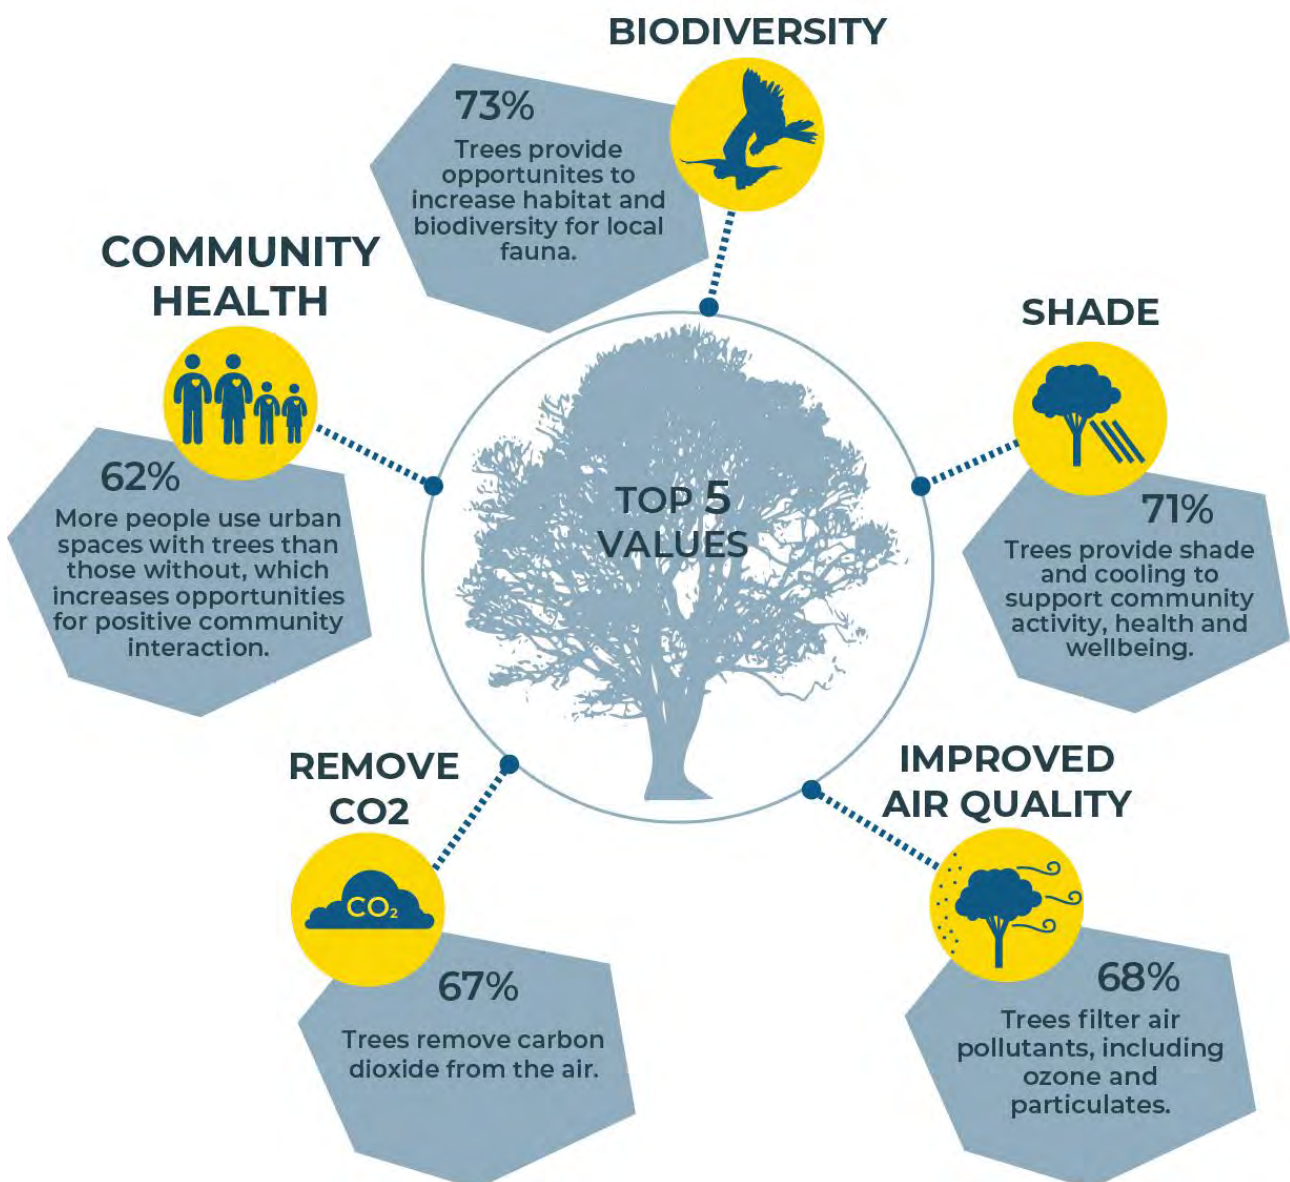 BIODIVERSITY
73%
Trees provide
opportunites to
increase habitat and
biodiversity for local
fauna.
COMMUNITY
HEALTH
62%
More people use urban
spaces with trees than
those without, which
increases opportunities
for positive community
interaction.
SHADE
71%
Trees provide shade
and cooling to
support community
activity, health and
wellbeing.
TOP 5
VALUES
REMOVE
CO2
CO₂
67%
Trees remove carbon
dioxide from the air.
IMPROVED
AIR QUALITY
68%
Trees filter air
pollutants, including
ozone and
particulates.